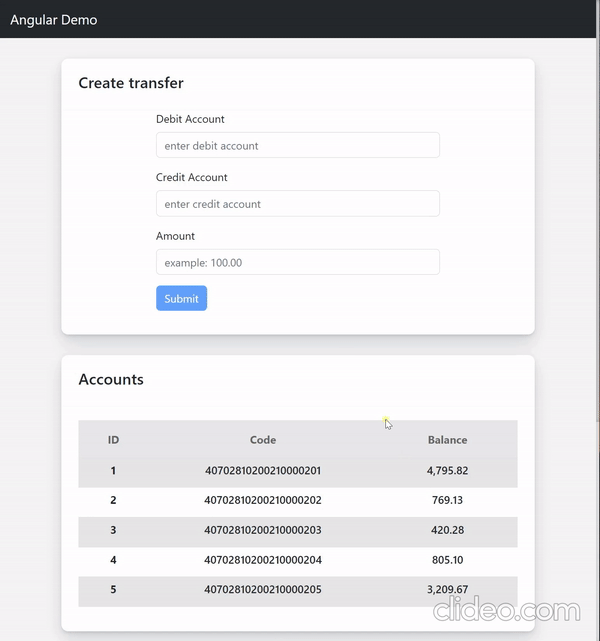 Angular Demo
Create transfer
Debit Account
enter debit account
Credit Account
enter credit account
Amount
example: 100.00
Submit
Accounts
ID Code Balance
1 40702810200210000201 4,795.82
2 40702810200210000202 769.13
3 40702810200210000203 420.28
4 40702810200210000204 805.10
5 40702810200210000205 3,209.67
clideo.com